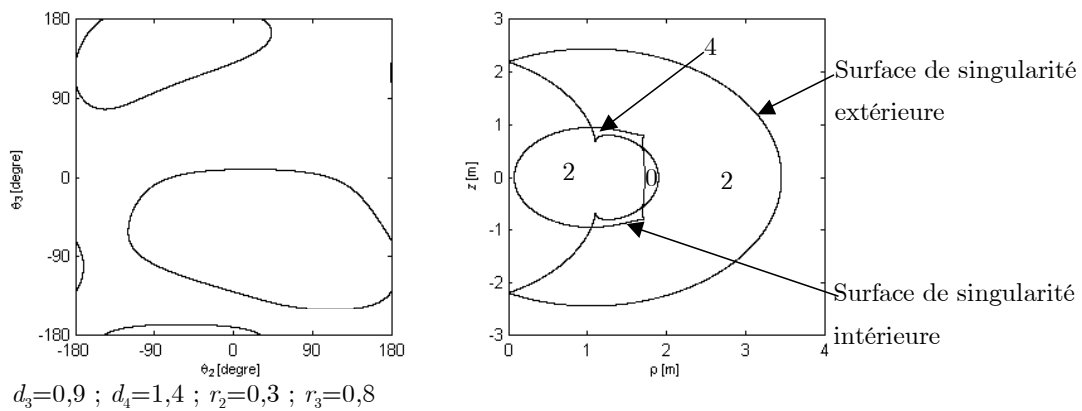 180
90
0
-90
-180
-180
-90
0
90
180
θ3 [degre]
θ2 [degre]
3
2
1
0
-1
-2
-3
0
1
2
3
4
z [m]
ρ [m]
4
2
0
2
Surface de singularité
extérieure
Surface de singularité
intérieure
d3=0,9 ; d4=1,4 ; r2=0,3 ; r3=0,8